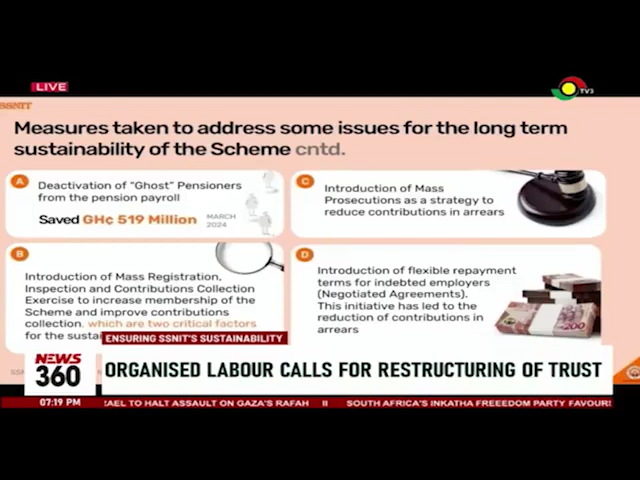 LIVE
TV3
SSNIT
Measures taken to address some issues for the long term
sustainability of the Scheme cntd.
A
Deactivation of "Ghost" Pensioners
from the pension payroll
Saved GH¢ 519 Million
MARCH
2024
C
Introduction of Mass
Prosecutions as a strategy to
reduce contributions in arrears
B
Introduction of Mass Registration,
Inspection and Contributions Collection
Exercise to increase membership of the
Scheme and improve contributions
collection. which are two critical factors
for the
D
Introduction of flexible repayment
terms for indebted employers
(Negotiated Agreements).
This initiative has led to the
reduction of contributions in
arrears
200
ENSURING SSNIT'S SUSTAINABILITY
NEWS
360
ORGANISED LABOUR CALLS FOR RESTRUCTURING OF TRUST
07:19 PM
RAEL TO HALT ASSAULT ON GAZA'S RAFAH II SOUTH AFRICA'S INKATHA FREEEDOM PARTY FAVOURS